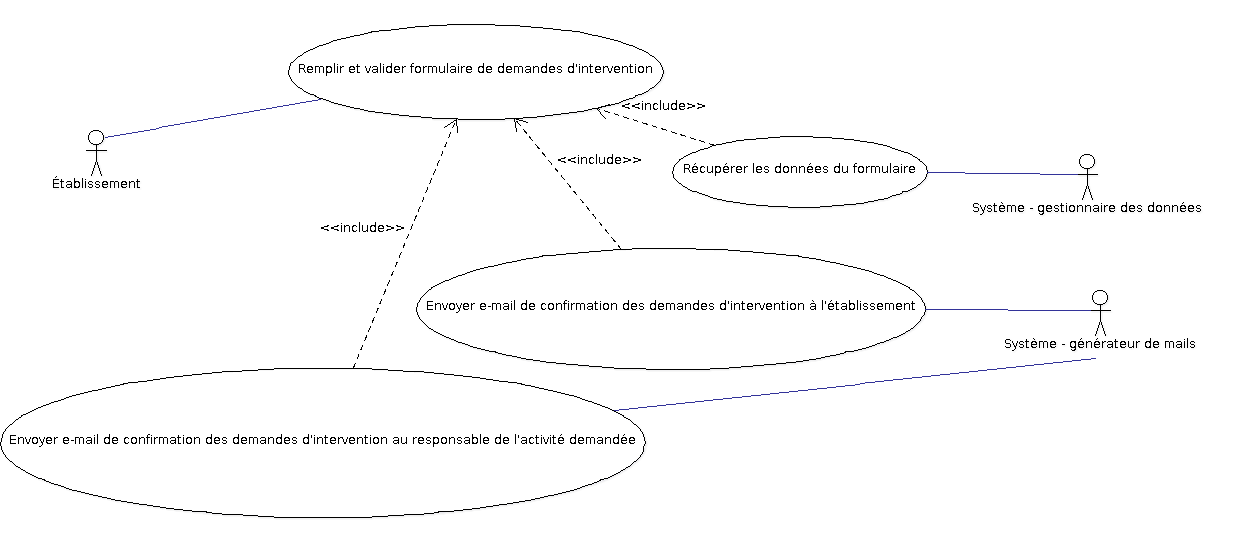 Remplir et valider formulaire de demandes d'intervention
<<include>>
Établissement
<<include>>
Récupérer les données du formulaire
Système - gestionnaire des données
<<include>>
Envoyer e-mail de confirmation des demandes d'intervention à l'établissement
Système - générateur de mails
Envoyer e-mail de confirmation des demandes d'intervention au responsable de l'activité demandée